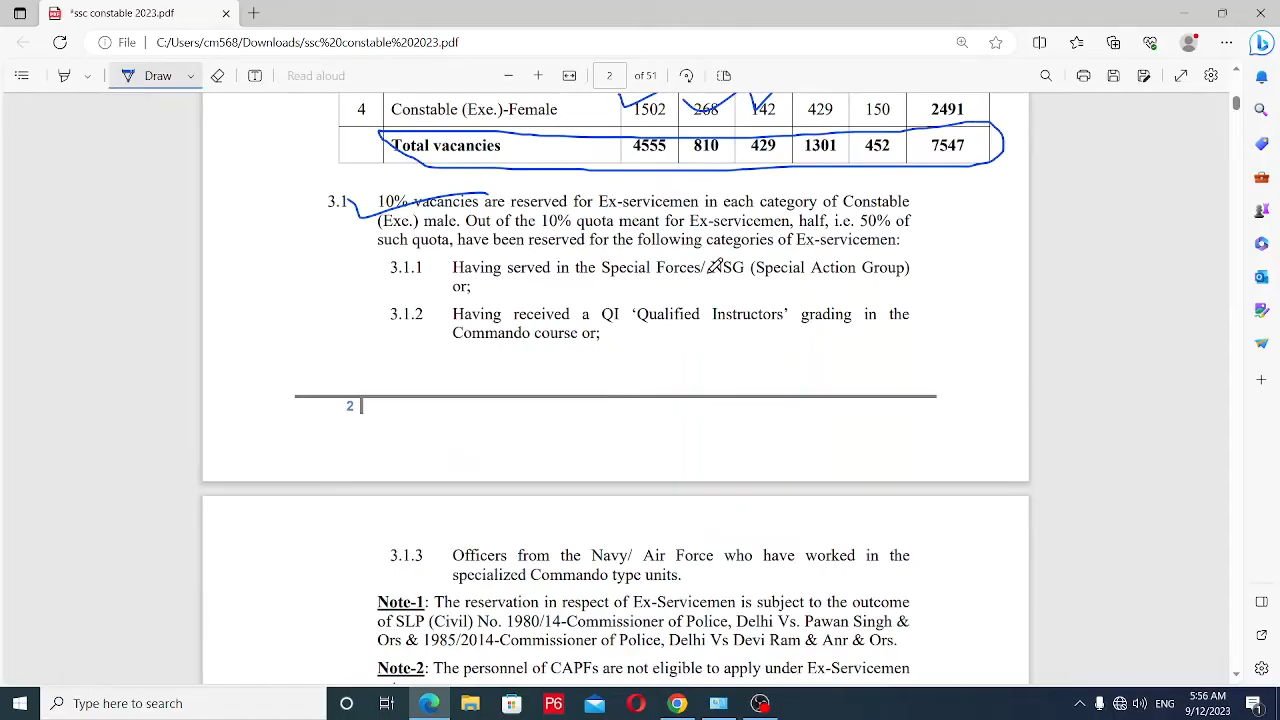 *ssc constable 2023.pdf
File C:/Users/cm568/Downloads/ssc%20constable%202023.pdf
Draw Read aloud 2 of 51
4 Constable (Exe.)-Female 1502 268 142 429 150 2491
Total vacancies 4555 810 429 1301 452 7547
3.1 10% vacancies are reserved for Ex-servicemen in each category of Constable
(Exe.) male. Out of the 10% quota meant for Ex-servicemen, half, i.e. 50% of
such quota, have been reserved for the following categories of Ex-servicemen:
3.1.1 Having served in the Special Forces/ SG (Special Action Group)
or;
3.1.2 Having received a QI ‘Qualified Instructors’ grading in the
Commando course or;
2
3.1.3 Officers from the Navy/ Air Force who have worked in the
specialized Commando type units.
Note-1: The reservation in respect of Ex-Servicemen is subject to the outcome
of SLP (Civil) No. 1980/14-Commissioner of Police, Delhi Vs. Pawan Singh &
Ors & 1985/2014-Commissioner of Police, Delhi Vs Devi Ram & Anr & Ors.
Note-2: The personnel of CAPFs are not eligible to apply under Ex-Servicemen
Type here to search
P6
5:56 AM
9/12/2023
1